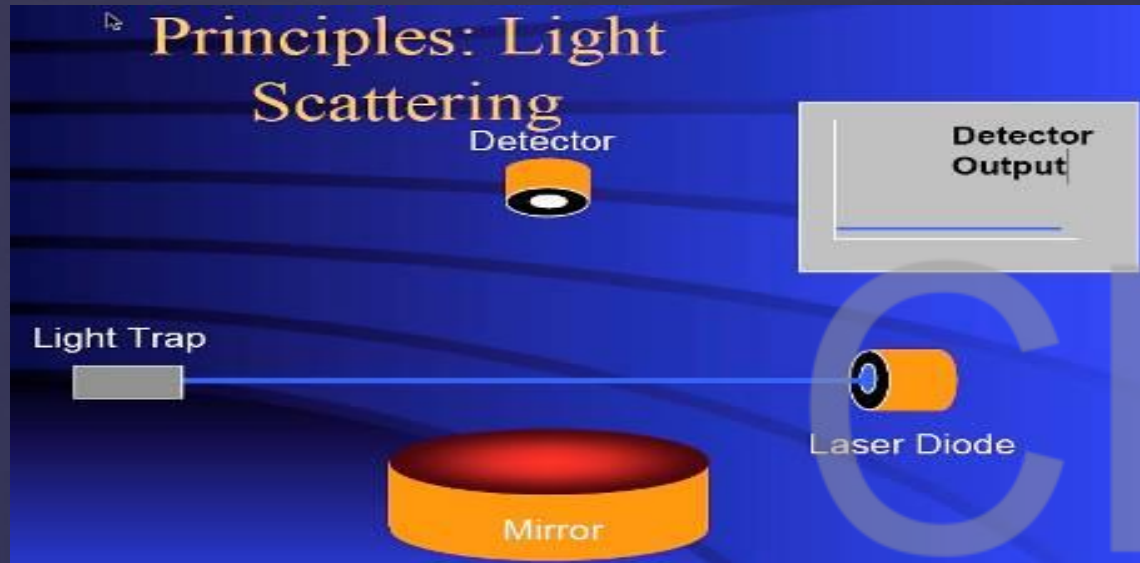 Principles: Light
Scattering
Detector
Detector
Output
Light Trap
Laser Diode
Mirror